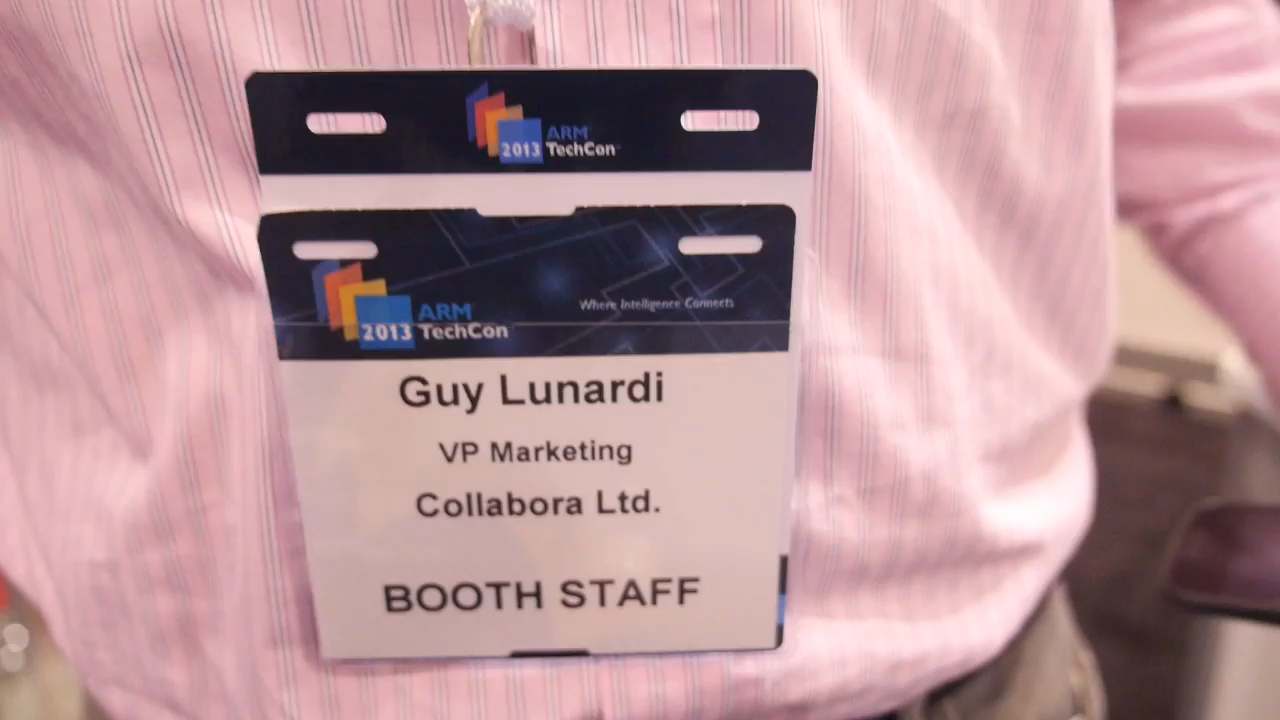 ARM
2013 TechCon
Where Intelligence Connects
ARM
2013 TechCon
Guy Lunardi
VP Marketing
Collabora Ltd.
BOOTH STAFF